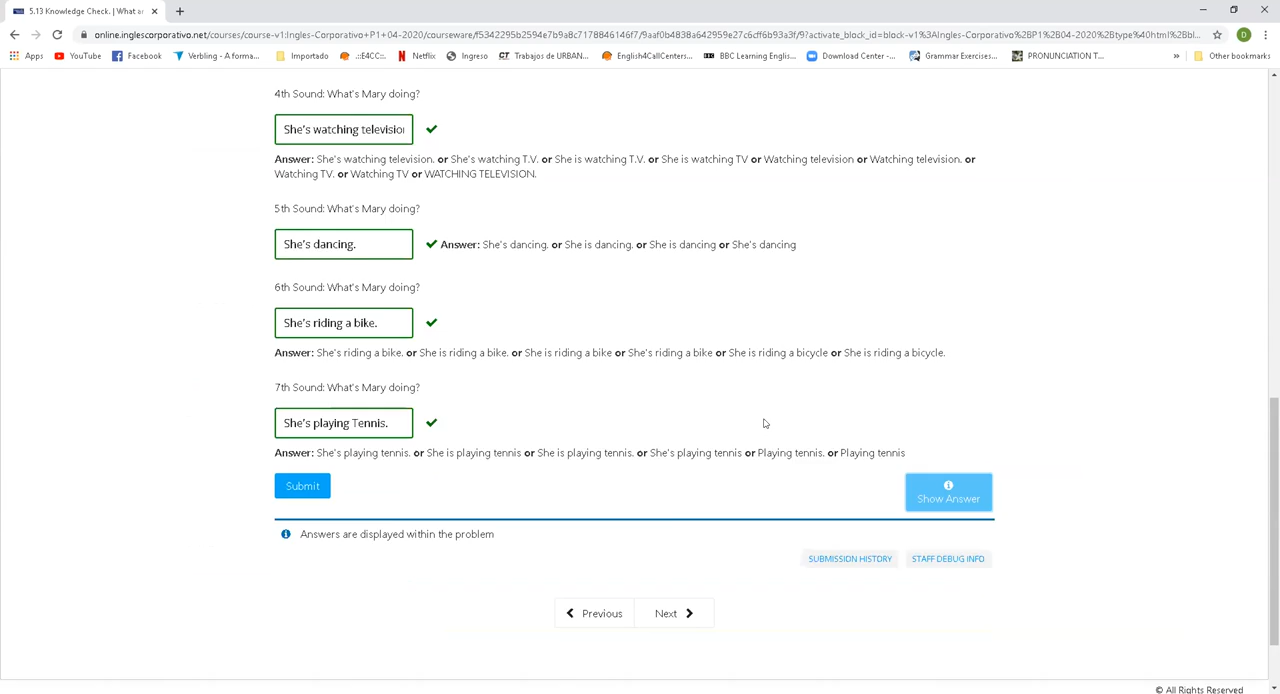 5.13 Knowledge Check. | What ar
online.inglescorporativo.net/courses/course-v1:Ingles-Corporativo+P1+04-2020/courseware/f5342295b2594e7b9a8c7178846146f7/9aaf0b4838a642959e27c6cff6b93a3f/9?activate_block_id=block-v1%3AIngles-Corporativo%2BP1%2B04-2020%2Btype%40html%2Bbl...
D
Apps YouTube Facebook Verbling - A forma... Importado .::E4CC::. Netflix Ingreso Trabajos de URBAN... English4CallCenters... BBC Learning Englis... Download Center -... Grammar Exercises... PRONUNCIATION T... » Other bookmarks
4th Sound: What's Mary doing?
She's watching television
Answer: She's watching television. or She's watching T.V. or She is watching T.V. or She is watching TV or Watching television or Watching television. or
Watching TV. or Watching TV or WATCHING TELEVISION.
5th Sound: What's Mary doing?
She's dancing.
Answer: She's dancing. or She is dancing. or She is dancing or She's dancing
6th Sound: What's Mary doing?
She's riding a bike.
Answer: She's riding a bike. or She is riding a bike. or She is riding a bike or She's riding a bike or She is riding a bicycle or She is riding a bicycle.
7th Sound: What's Mary doing?
She's playing Tennis.
Answer: She's playing tennis. or She is playing tennis or She is playing tennis. or She's playing tennis or Playing tennis. or Playing tennis
Submit
Show Answer
Answers are displayed within the problem
SUBMISSION HISTORY STAFF DEBUG INFO
Previous Next
© All Rights Reserved